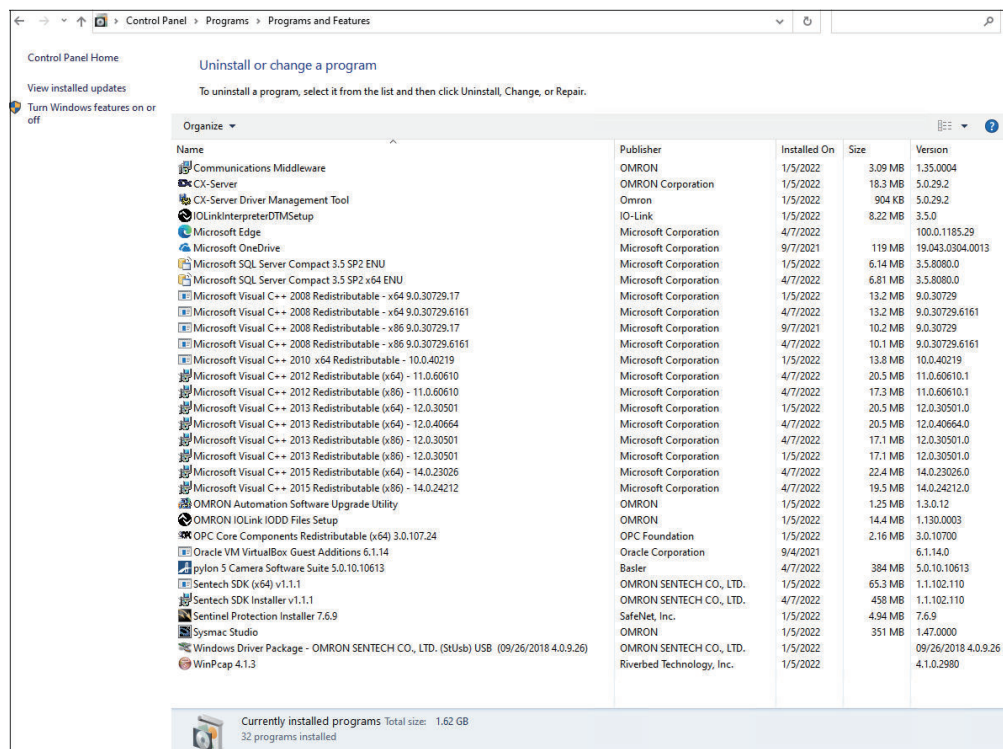 Control Panel > Programs > Programs and Features
Control Panel Home
View installed updates
Turn Windows features on or
off
Uninstall or change a program
To uninstall a program, select it from the list and then click Uninstall, Change, or Repair.
Organize
Name Publisher Installed On Size Version
Communications Middleware OMRON 1/5/2022 3.09 MB 1.35.0004
CX-Server OMRON Corporation 1/5/2022 18.3 MB 5.0.29.2
CX-Server Driver Management Tool Omron 1/5/2022 904 KB 5.0.29.2
IOLinkInterpreterDTMSetup IO-Link 1/5/2022 8.22 MB 3.5.0
Microsoft Edge Microsoft Corporation 4/7/2022 100.0.1185.29
Microsoft OneDrive Microsoft Corporation 9/7/2021 119 MB 19.043.0304.0013
Microsoft SQL Server Compact 3.5 SP2 ENU Microsoft Corporation 1/5/2022 6.14 MB 3.5.8080.0
Microsoft SQL Server Compact 3.5 SP2 x64 ENU Microsoft Corporation 4/7/2022 6.81 MB 3.5.8080.0
Microsoft Visual C++ 2008 Redistributable - x64 9.0.30729.17 Microsoft Corporation 1/5/2022 13.2 MB 9.0.30729
Microsoft Visual C++ 2008 Redistributable - x64 9.0.30729.6161 Microsoft Corporation 4/7/2022 13.2 MB 9.0.30729.6161
Microsoft Visual C++ 2008 Redistributable - x86 9.0.30729.17 Microsoft Corporation 9/7/2021 10.2 MB 9.0.30729
Microsoft Visual C++ 2008 Redistributable - x86 9.0.30729.6161 Microsoft Corporation 4/7/2022 10.1 MB 9.0.30729.6161
Microsoft Visual C++ 2010 x64 Redistributable - 10.0.40219 Microsoft Corporation 1/5/2022 13.8 MB 10.0.40219
Microsoft Visual C++ 2012 Redistributable (x64) - 11.0.60610 Microsoft Corporation 4/7/2022 20.5 MB 11.0.60610.1
Microsoft Visual C++ 2012 Redistributable (x86) - 11.0.60610 Microsoft Corporation 4/7/2022 17.3 MB 11.0.60610.1
Microsoft Visual C++ 2013 Redistributable (x64) - 12.0.30501 Microsoft Corporation 1/5/2022 20.5 MB 12.0.30501.0
Microsoft Visual C++ 2013 Redistributable (x64) - 12.0.40664 Microsoft Corporation 4/7/2022 20.5 MB 12.0.40664.0
Microsoft Visual C++ 2013 Redistributable (x86) - 12.0.30501 Microsoft Corporation 4/7/2022 17.1 MB 12.0.30501.0
Microsoft Visual C++ 2013 Redistributable (x86) - 12.0.30501 Microsoft Corporation 1/5/2022 17.1 MB 12.0.30501.0
Microsoft Visual C++ 2015 Redistributable (x64) - 14.0.23026 Microsoft Corporation 4/7/2022 22.4 MB 14.0.23026.0
Microsoft Visual C++ 2015 Redistributable (x86) - 14.0.24212 Microsoft Corporation 4/7/2022 19.5 MB 14.0.24212.0
OMRON Automation Software Upgrade Utility OMRON 1/5/2022 1.25 MB 1.3.0.12
OMRON IOLink IODD Files Setup OMRON 1/5/2022 14.4 MB 1.130.0003
OPC Core Components Redistributable (x64) 3.0.107.24 OPC Foundation 1/5/2022 2.16 MB 3.0.10700
Oracle VM VirtualBox Guest Additions 6.1.14 Oracle Corporation 9/4/2021 6.1.14.0
pylon 5 Camera Software Suite 5.0.10.10613 Basler 4/7/2022 384 MB 5.0.10.10613
Sentech SDK (x64) v1.1.1 OMRON SENTECH CO., LTD. 1/5/2022 65.3 MB 1.1.102.110
Sentech SDK Installer v1.1.1 OMRON SENTECH CO., LTD. 4/7/2022 458 MB 1.1.102.110
Sentinel Protection Installer 7.6.9 SafeNet, Inc. 1/5/2022 4.94 MB 7.6.9
Sysmac Studio OMRON 1/5/2022 351 MB 1.47.0000
Windows Driver Package - OMRON SENTECH CO., LTD. (StUsb) USB (09/26/2018 4.0.9.26) OMRON SENTECH CO., LTD. 1/5/2022 09/26/2018 4.0.9.26
WinPcap 4.1.3 Riverbed Technology, Inc. 1/5/2022 4.1.0.2980
Currently installed programs Total size: 1.62 GB
32 programs installed